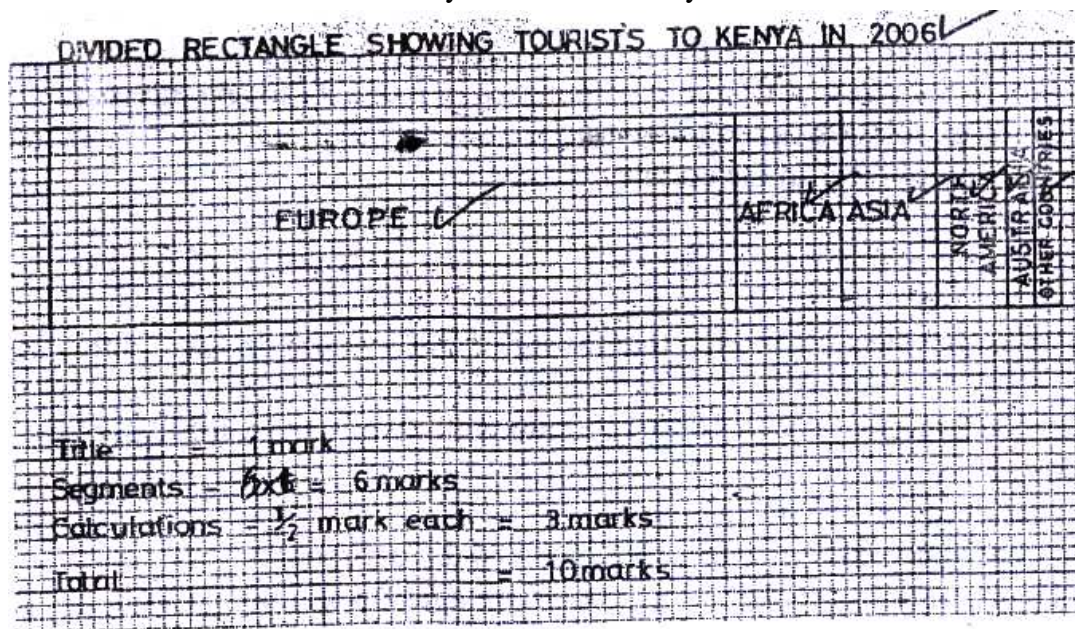 DIVIDED RECTANGLE SHOWING TOURISTS TO KENYA IN 2006
EUROPE
AFRICA
ASIA
NORTH
AMERICA
AUSTRALIA
OTHER COUNTRIES
Title = 1 mark
Segments = 6x1 = 6 marks
Calculations - ½ mark each = 3 marks
Total = 10 marks